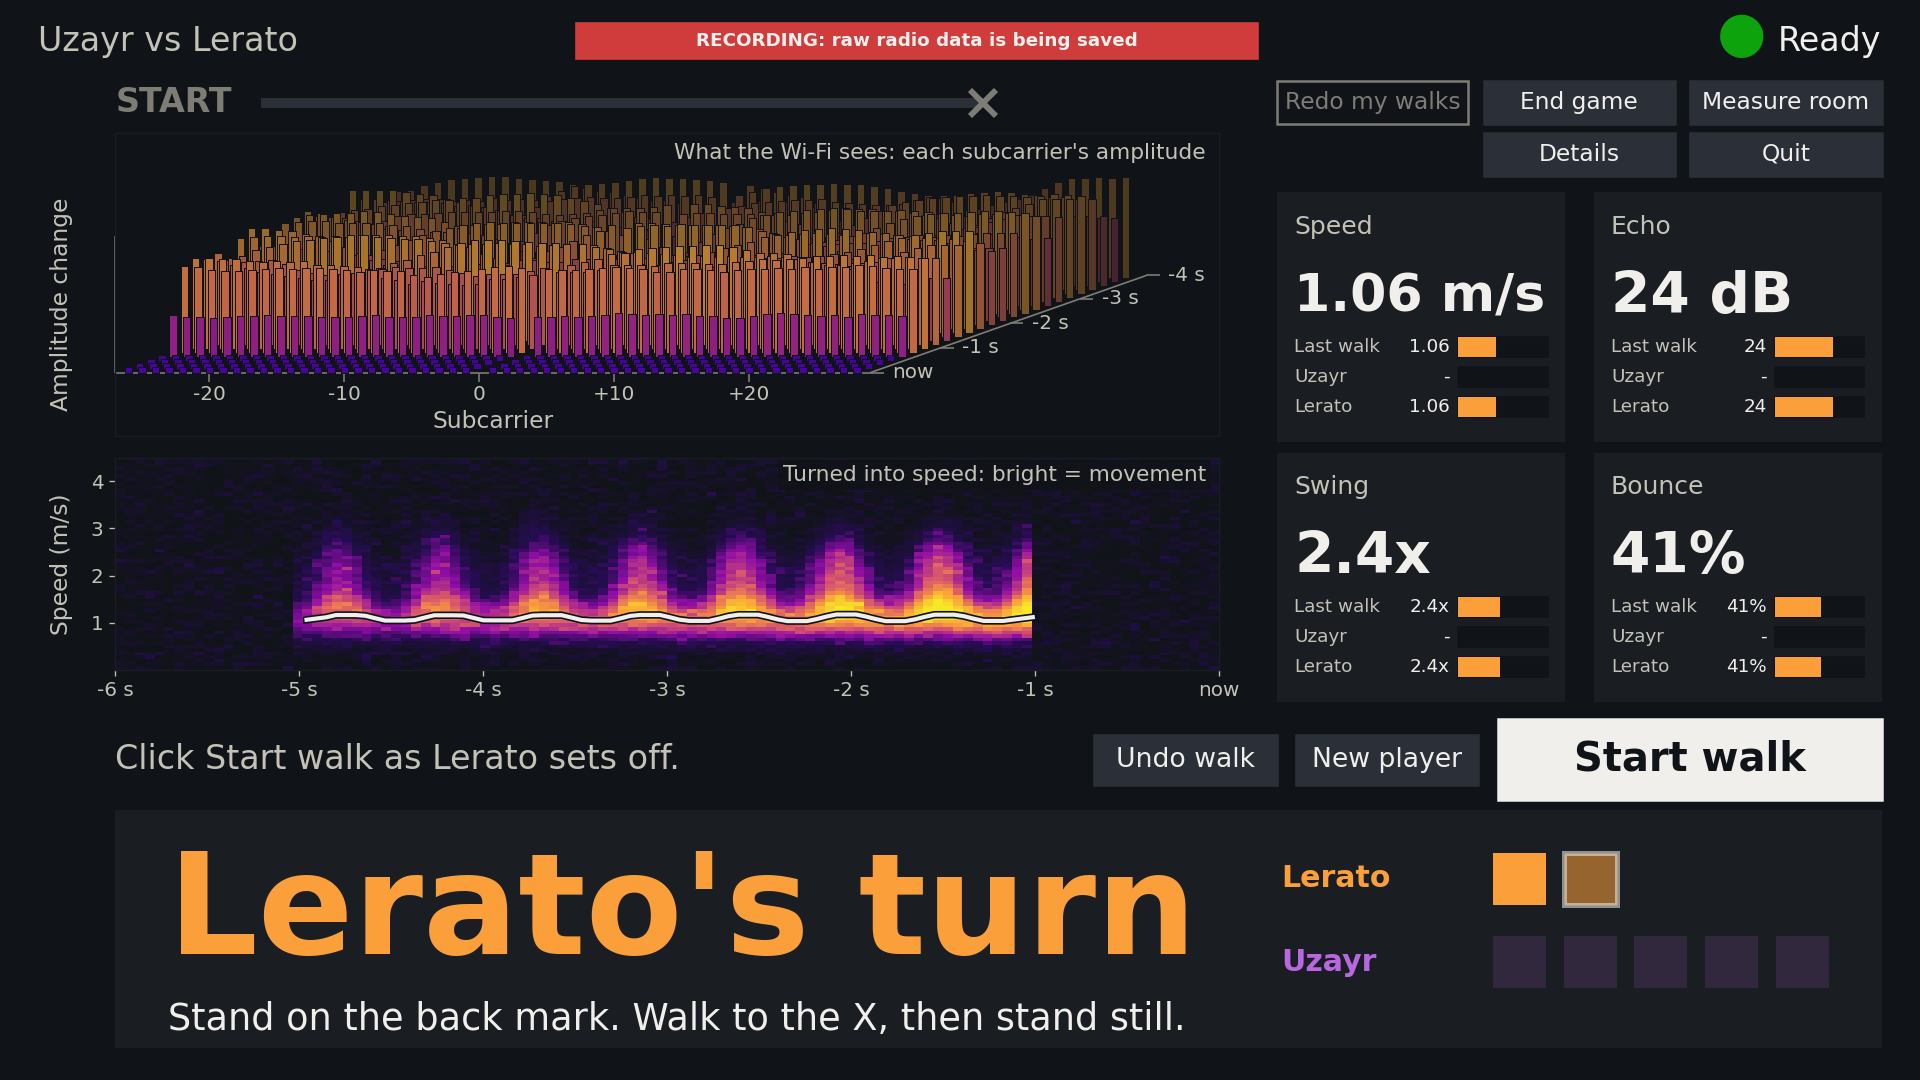 Uzayr vs Lerato
RECORDING: raw radio data is being saved
Ready
START
Redo my walks
End game
Measure room
Details
Quit
What the Wi-Fi sees: each subcarrier's amplitude
Amplitude change
-4 s
-3 s
-2 s
-1 s
now
-20
-10
0
+10
+20
Subcarrier
Turned into speed: bright = movement
Speed (m/s)
4
3
2
1
-6 s
-5 s
-4 s
-3 s
-2 s
-1 s
now
Speed
1.06 m/s
Last walk 1.06
Uzayr -
Lerato 1.06
Echo
24 dB
Last walk 24
Uzayr -
Lerato 24
Swing
2.4x
Last walk 2.4x
Uzayr -
Lerato 2.4x
Bounce
41%
Last walk 41%
Uzayr -
Lerato 41%
Click Start walk as Lerato sets off.
Undo walk
New player
Start walk
Lerato's turn
Stand on the back mark. Walk to the X, then stand still.
Lerato
Uzayr